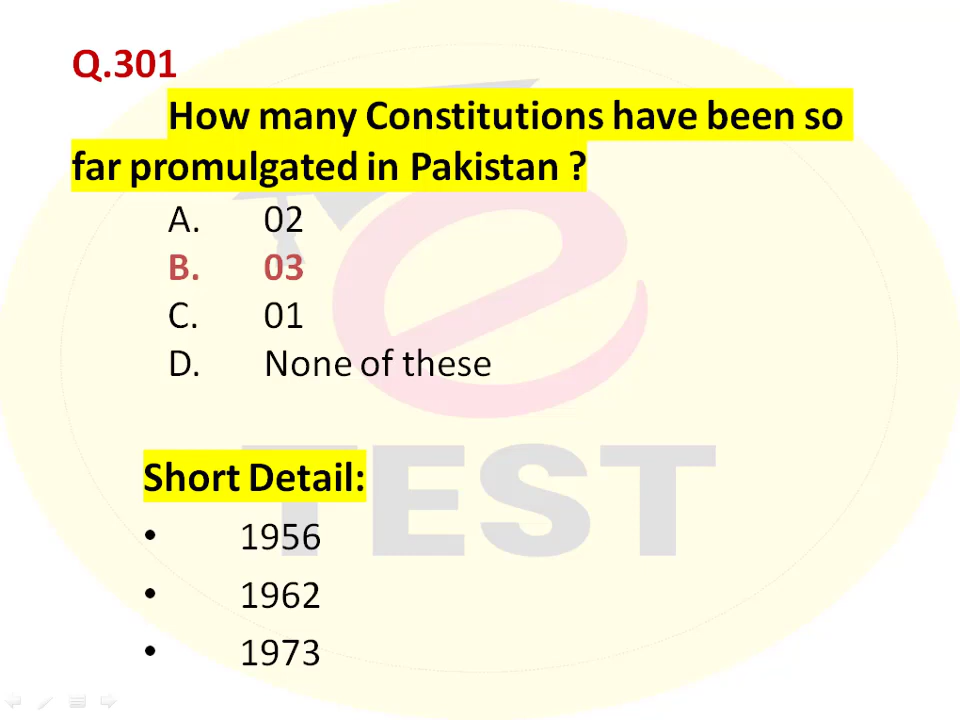 Q.301
How many Constitutions have been so
far promulgated in Pakistan ?
A. 02
B. 03
C. 01
D. None of these
Short Detail:
• 1956
• 1962
• 1973
e
TEST